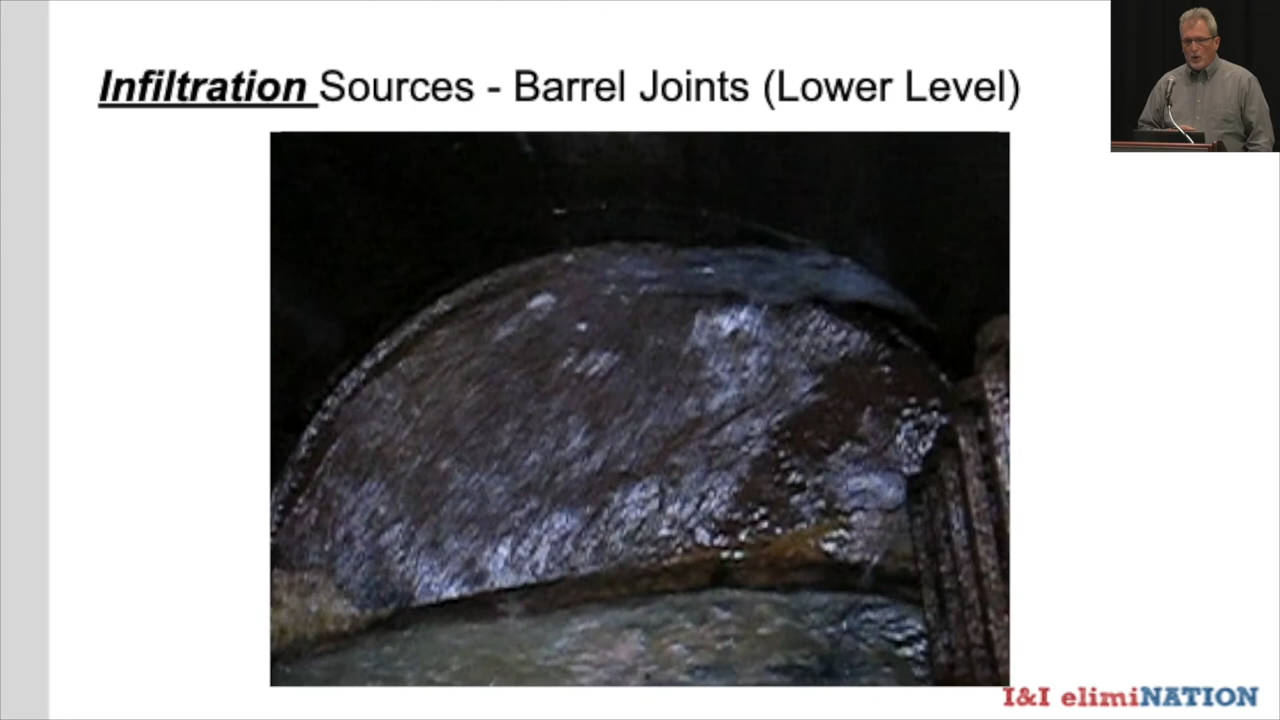 Infiltration Sources - Barrel Joints (Lower Level)
I&I elimiNATION